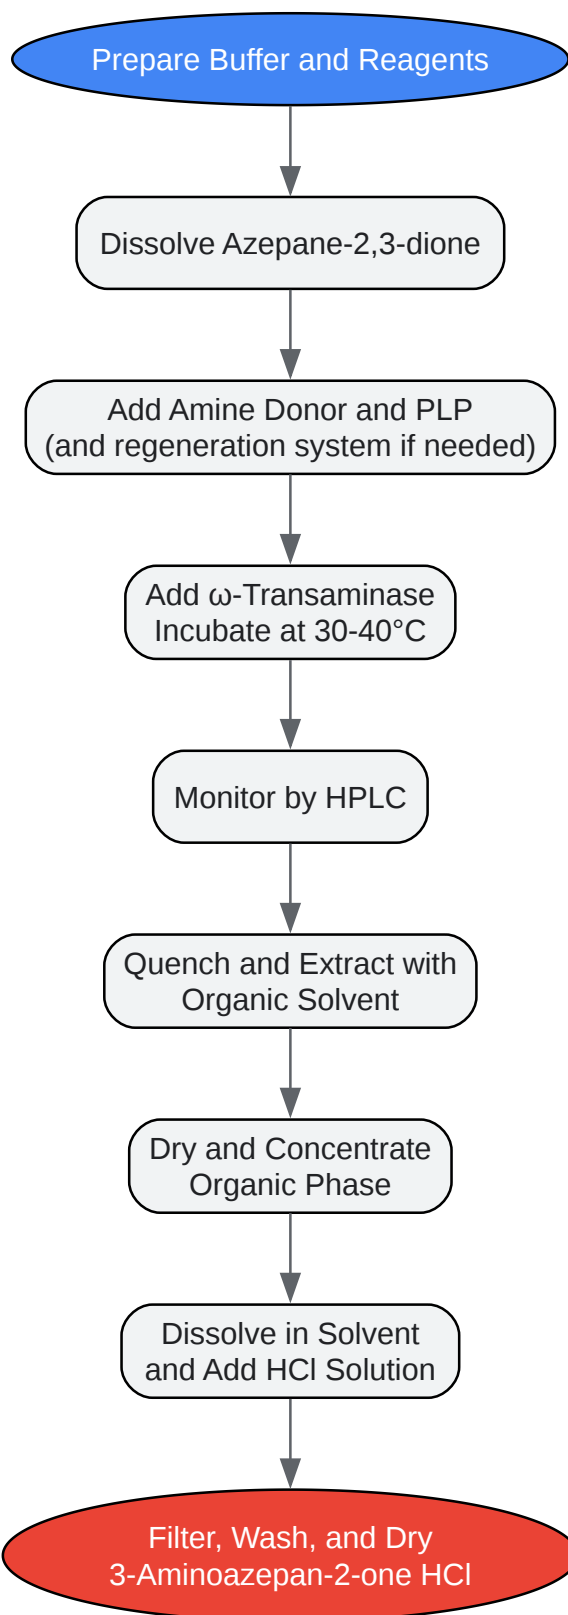 Prepare Buffer and Reagents
Dissolve Azepane-2,3-dione
Add Amine Donor and PLP
(and regeneration system if needed)
Add ω-Transaminase
Incubate at 30-40°C
Monitor by HPLC
Quench and Extract with
Organic Solvent
Dry and Concentrate
Organic Phase
Dissolve in Solvent
and Add HCl Solution
Filter, Wash, and Dry
3-Aminoazepan-2-one HCl